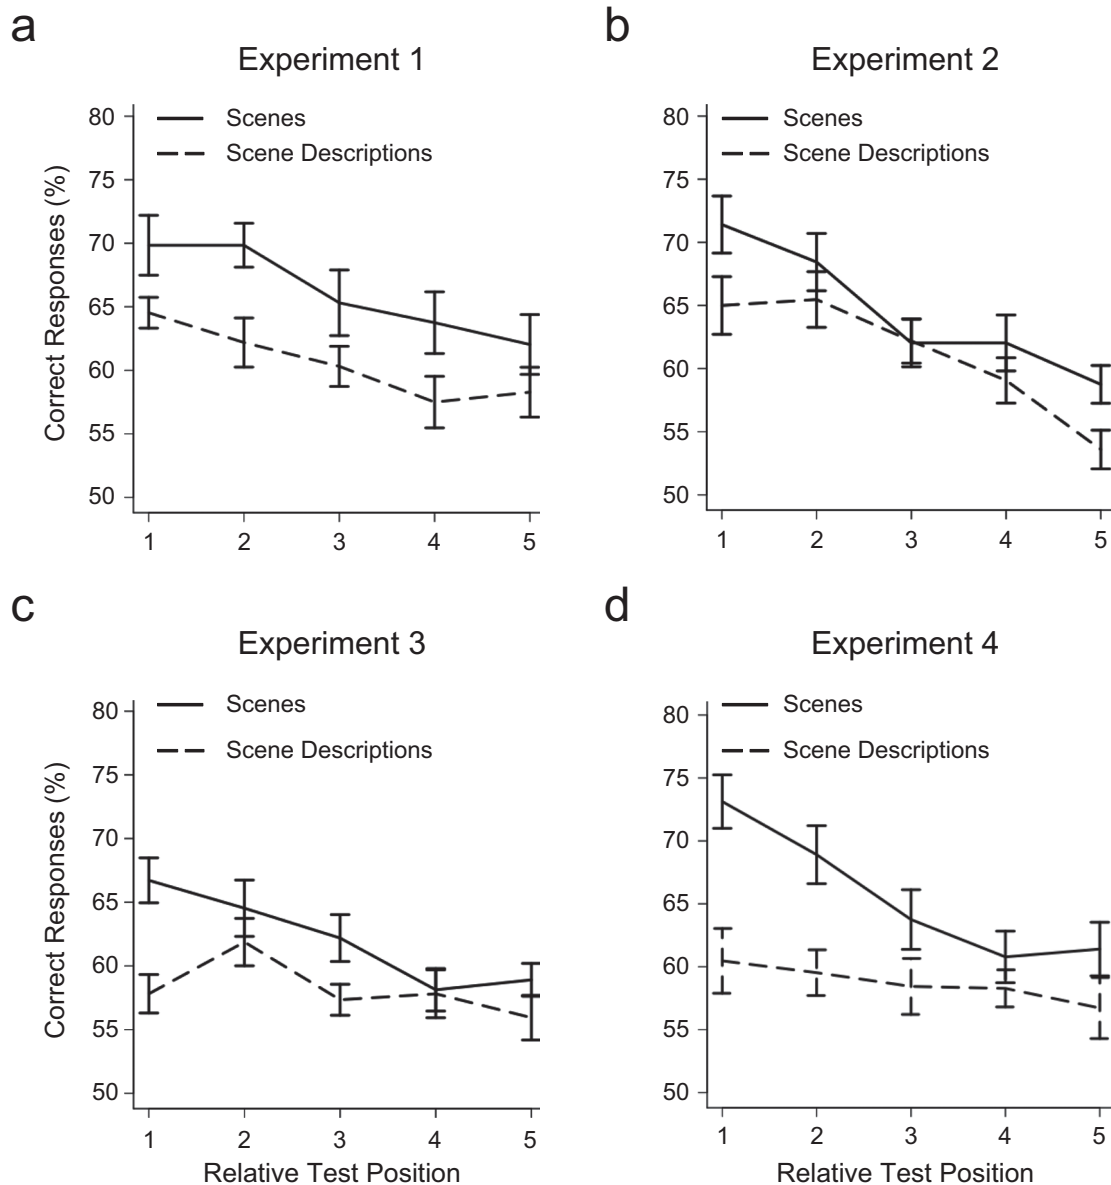 a
Experiment 1
Correct Responses (%)
80
75
70
65
60
55
50
Scenes
Scene Descriptions
1 2 3 4 5
b
Experiment 2
80
75
70
65
60
55
50
Scenes
Scene Descriptions
1 2 3 4 5
c
Experiment 3
Correct Responses (%)
80
75
70
65
60
55
50
Scenes
Scene Descriptions
1 2 3 4 5
Relative Test Position
d
Experiment 4
80
75
70
65
60
55
50
Scenes
Scene Descriptions
1 2 3 4 5
Relative Test Position